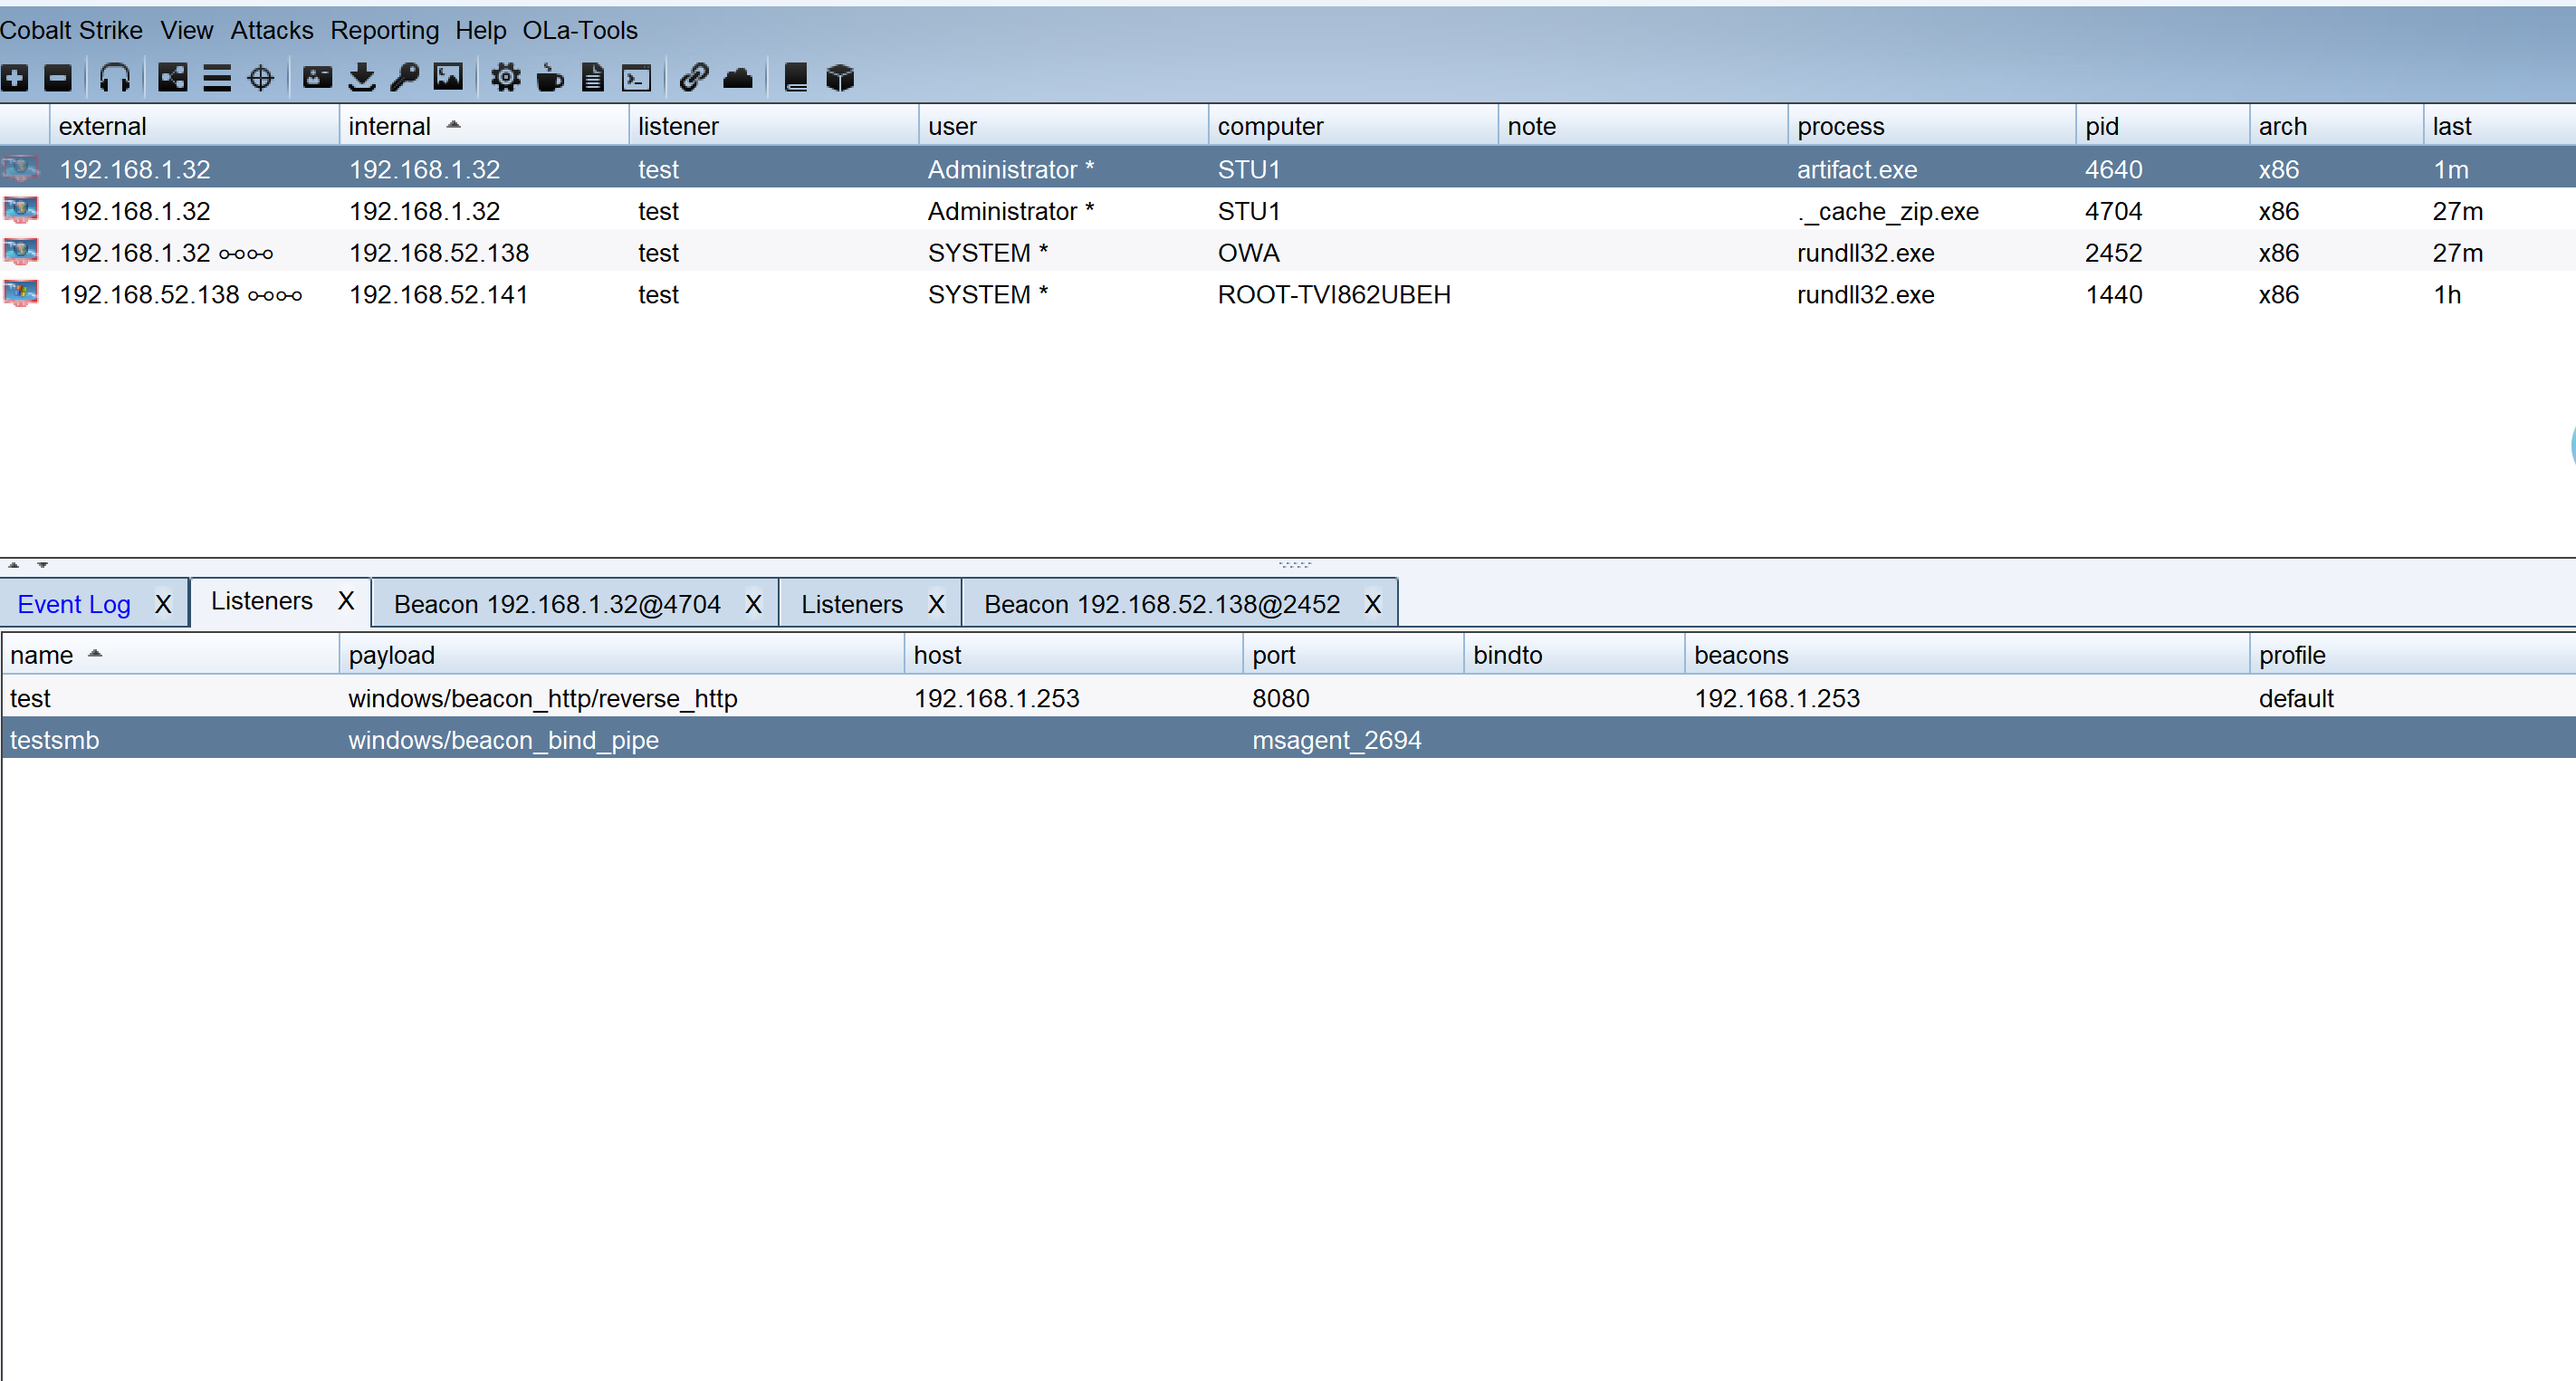 Cobalt Strike View Attacks Reporting Help OLa-Tools
external internal listener user computer note process pid arch last
192.168.1.32 192.168.1.32 test Administrator * STU1 artifact.exe 4640 x86 1m
192.168.1.32 192.168.1.32 test Administrator * STU1 ._cache_zip.exe 4704 x86 27m
192.168.1.32 192.168.52.138 test SYSTEM * OWA rundll32.exe 2452 x86 27m
192.168.52.138 192.168.52.141 test SYSTEM * ROOT-TVI862UBEH rundll32.exe 1440 x86 1h
Event Log X Listeners X Beacon 192.168.1.32@4704 X Listeners X Beacon 192.168.52.138@2452 X
name payload host port bindto beacons profile
test windows/beacon_http/reverse_http 192.168.1.253 8080 192.168.1.253 default
testsmb windows/beacon_bind_pipe msagent_2694